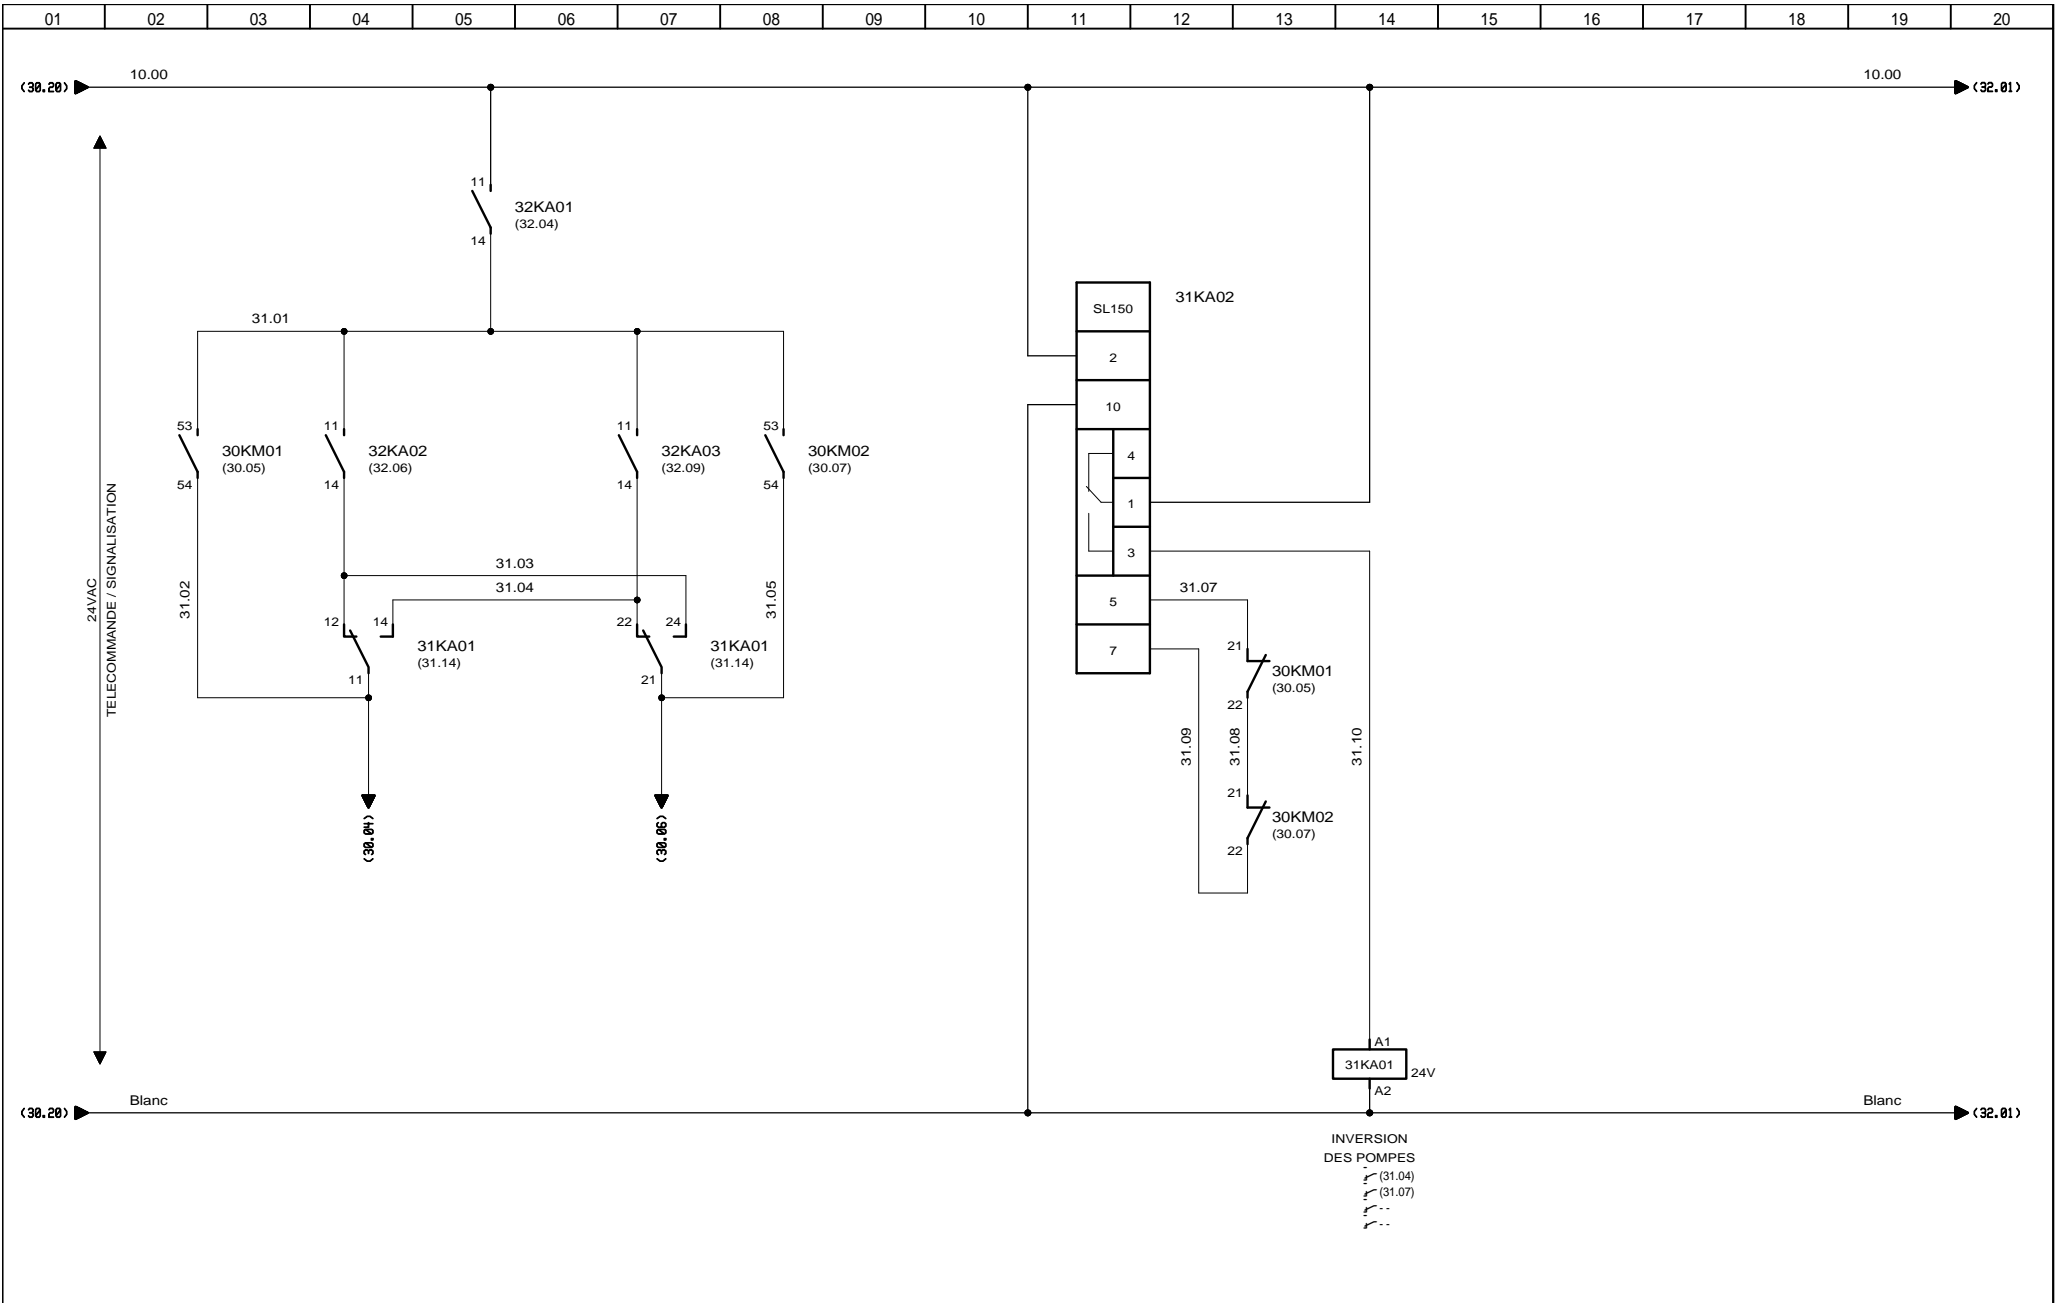 01 02 03 04 05 06 07 08 09 10 11 12 13 14 15 16 17 18 19 20
10.00 10.00
(30.20) (32.01)
11
32KA01
(32.04)
14
SL150 31KA02
31.01
2
10
53 11 11 53
30KM01 32KA02 32KA03 30KM02
(30.05) (32.06) (32.09) (30.07)
54 14 14 54
4
1
3
24VAC
TELECOMMANDE / SIGNALISATION
31.02
31.03
31.04
31.05
12 14 22 24
31KA01 31KA01
(31.14) (31.14)
11 21
5
31.07
7
21
30KM01
(30.05)
22
31.09 31.08 31.10
21
30KM02
(30.07)
22
(30.04) (30.06)
A1
31KA01 24V
A2
Blanc Blanc
(30.20) (32.01)
INVERSION
DES POMPES
(31.04)
(31.07)
--
--